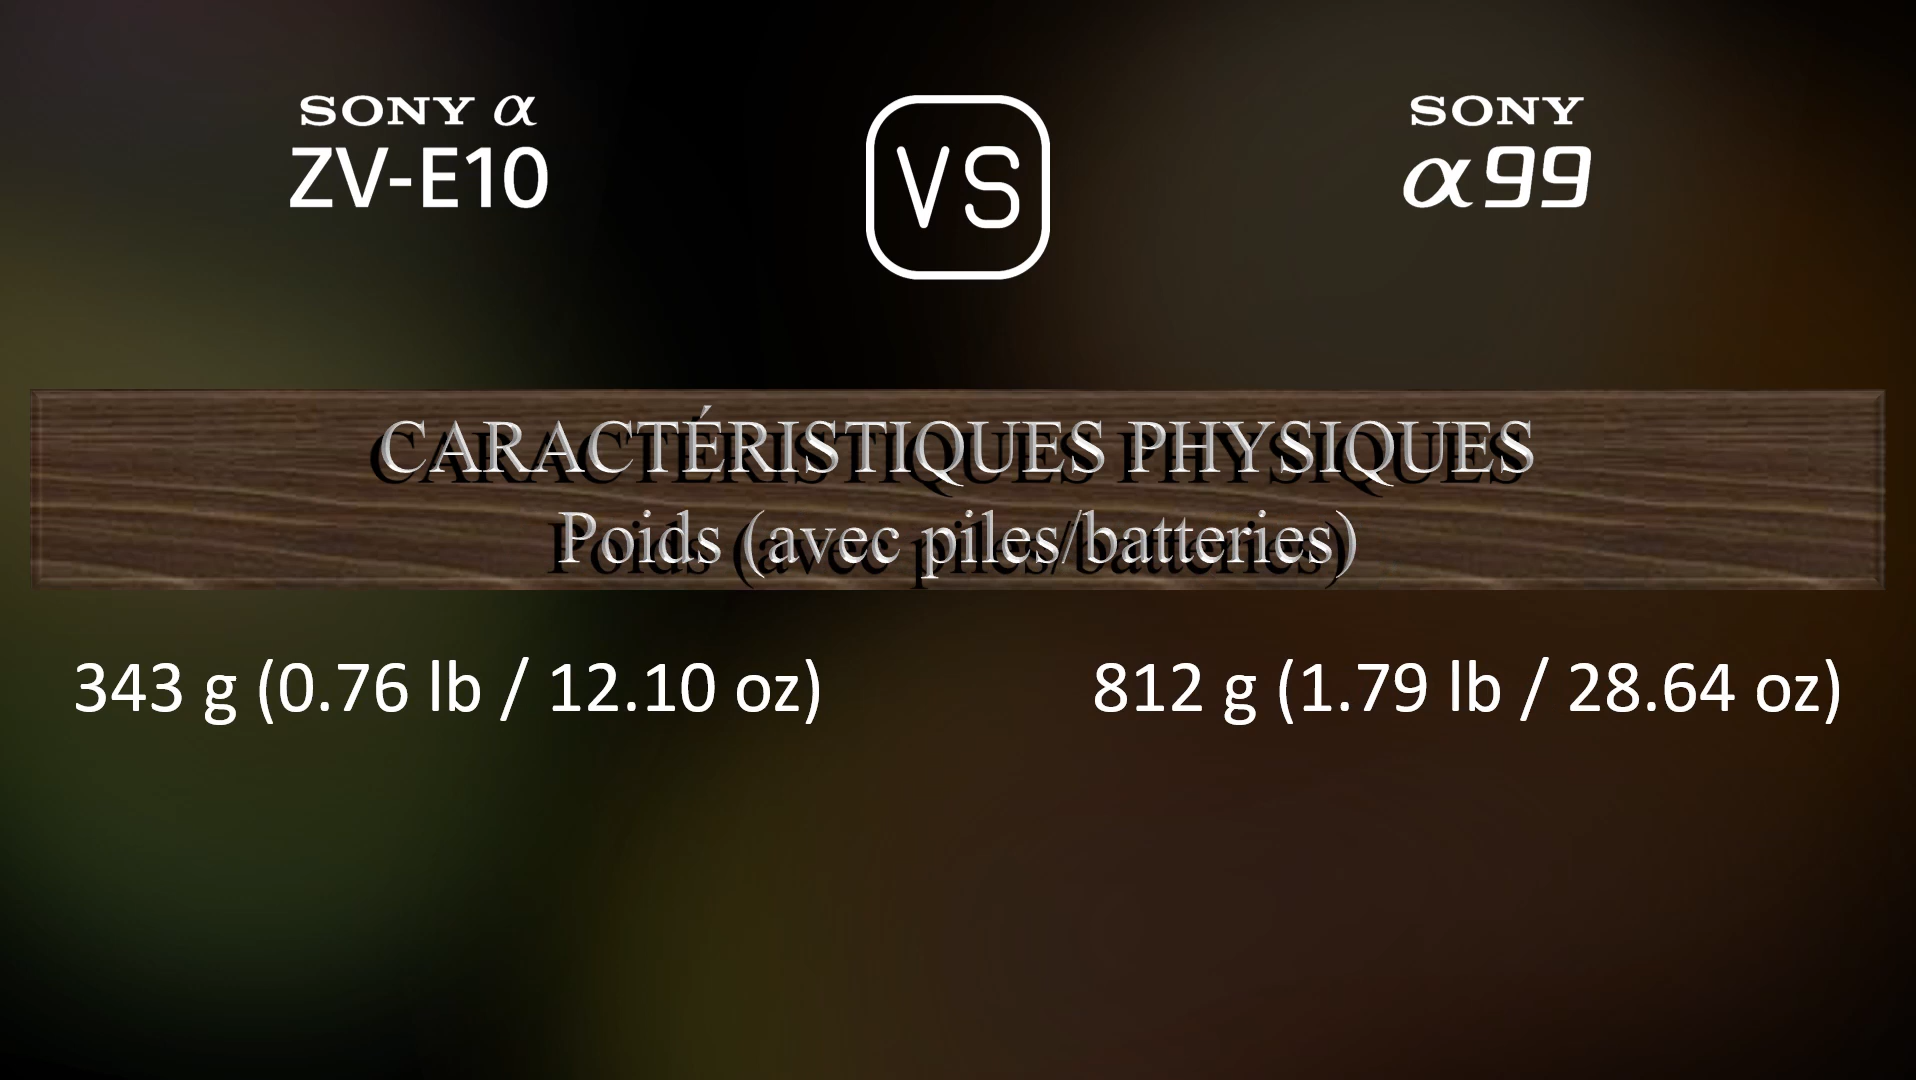 SONY α
ZV-E10
VS
SONY
α99
CARACTÉRISTIQUES PHYSIQUES
Poids (avec piles/batteries)
343 g (0.76 lb / 12.10 oz)
812 g (1.79 lb / 28.64 oz)